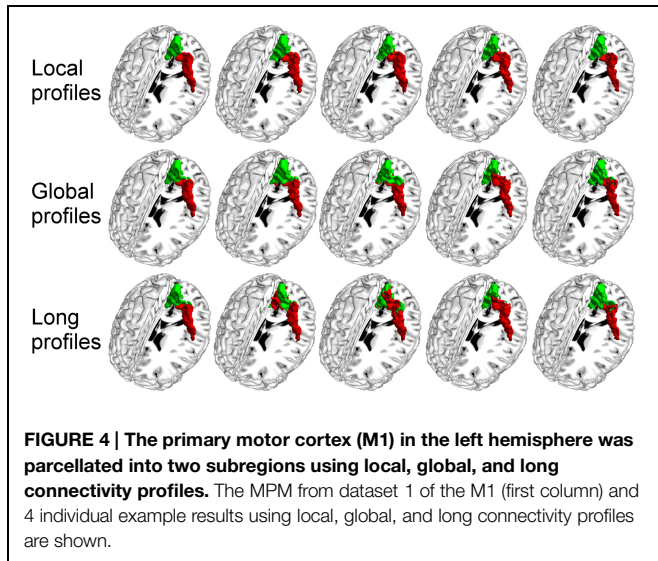 Local
profiles
Global
profiles
Long
profiles
FIGURE 4 | The primary motor cortex (M1) in the left hemisphere was
parcellated into two subregions using local, global, and long
connectivity profiles. The MPM from dataset 1 of the M1 (first column) and
4 individual example results using local, global, and long connectivity profiles
are shown.